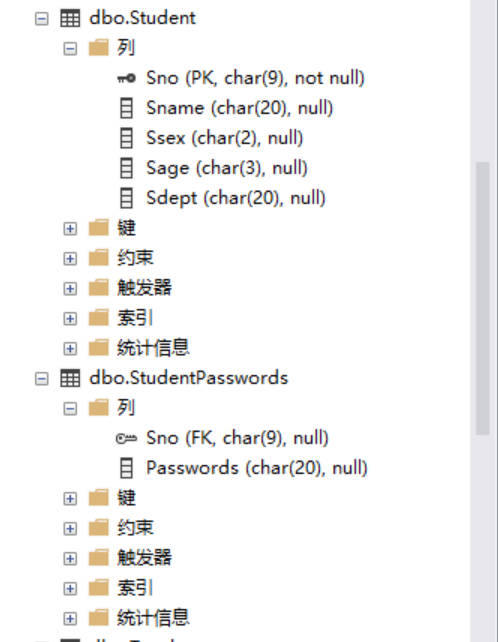 dbo.Student
列
Sno (PK, char(9), not null)
Sname (char(20), null)
Ssex (char(2), null)
Sage (char(3), null)
Sdept (char(20), null)
键
约束
触发器
索引
统计信息
dbo.StudentPasswords
列
Sno (FK, char(9), null)
Passwords (char(20), null)
键
约束
触发器
索引
统计信息